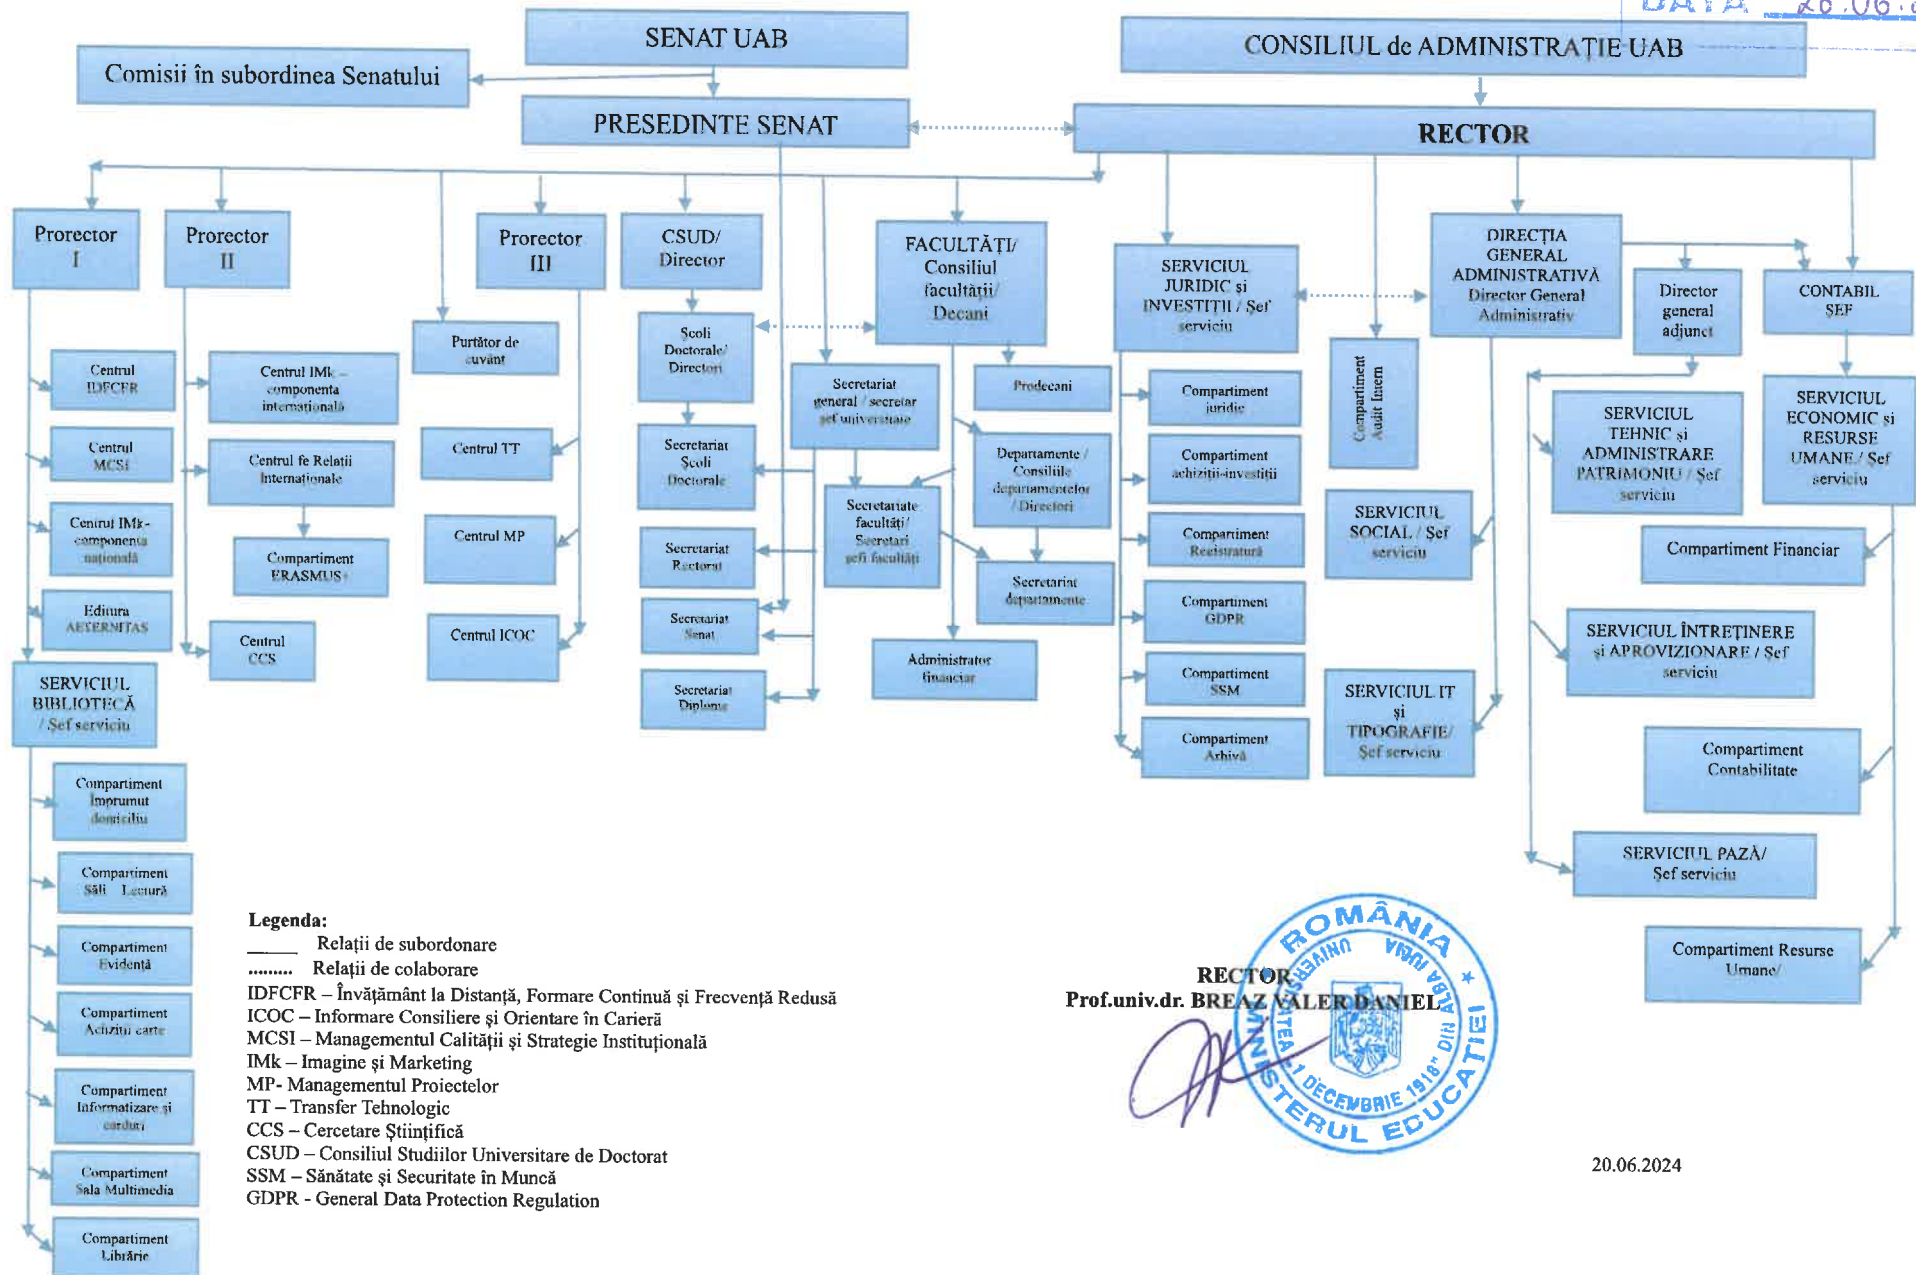 DATA 26.06.
SENAT UAB
CONSILIUL de ADMINISTRAȚIE UAB
Comisii în subordinea Senatului
PRESEDINTE SENAT
RECTOR
Prorector
I
Prorector
II
Prorector
III
CSUD/
Director
FACULTĂȚI/
Consiliul
facultății/
Decani
SERVICIUL
JURIDIC și
INVESTIȚII / Șef
serviciu
DIRECȚIA
GENERAL
ADMINISTRATIVĂ
Director General
Administrativ
Director
general
adjunct
CONTABIL
ȘEF
Centrul
IDFCFR
Centrul
MCSI
Centrul IMk-
componenta
națională
Editura
AETERNITAS
SERVICIUL
BIBLIOTECĂ
/ Șef serviciu
Compartiment
Împrumut
domiciliu
Compartiment
Săli Lectură
Compartiment
Evidență
Compartiment
Achiziții carte
Compartiment
Informatizare și
carduri
Compartiment
Sala Multimedia
Compartiment
Librărie
Centrul IMk –
componenta
internațională
Centrul fe Relații
Internaționale
Compartiment
ERASMUS+
Centrul
CCS
Purtător de
cuvânt
Centrul TT
Centrul MP
Centrul ICOC
Școli
Doctorale/
Directori
Secretariat
Școli
Doctorale
Secretariat
Rectorat
Secretariat
Senat
Secretariat
Diplome
Secretariat
general / secretar
șef universitate
Secretariate
facultăți/
Secretari
șefi facultăți
Prodecani
Departamente /
Consiliile
departamentelor
/ Directori
Secretariat
departamente
Administrator
financiar
Compartiment
juridic
Compartiment
achiziții-investiții
Compartiment
Registratură
Compartiment
GDPR
Compartiment
SSM
Compartiment
Arhivă
Compartiment
Audit Intern
SERVICIUL
SOCIAL / Șef
serviciu
SERVICIUL IT
și
TIPOGRAFIE/
Șef serviciu
SERVICIUL
TEHNIC și
ADMINISTRARE
PATRIMONIU / Șef
serviciu
SERVICIUL ÎNTREȚINERE
și APROVIZIONARE / Șef
serviciu
SERVICIUL PAZĂ/
Șef serviciu
SERVICIUL
ECONOMIC și
RESURSE
UMANE/ Șef
serviciu
Compartiment Financiar
Compartiment
Contabilitate
Compartiment Resurse
Umane/
Legenda:
_____ Relații de subordonare
......... Relații de colaborare
IDFCFR – Învățământ la Distanță, Formare Continuă și Frecvență Redusă
ICOC – Informare Consiliere și Orientare în Carieră
MCSI – Managementul Calității și Strategie Instituțională
IMk – Imagine și Marketing
MP- Managementul Proiectelor
TT – Transfer Tehnologic
CCS – Cercetare Științifică
CSUD – Consiliul Studiilor Universitare de Doctorat
SSM – Sănătate și Securitate în Muncă
GDPR - General Data Protection Regulation
RECTOR
Prof.univ.dr. BREAZ VALER DANIEL
ROMÂNIA * MINISTERUL EDUCAȚIEI
UNIVERSITATEA „1 DECEMBRIE 1918” DIN ALBA IULIA
20.06.2024